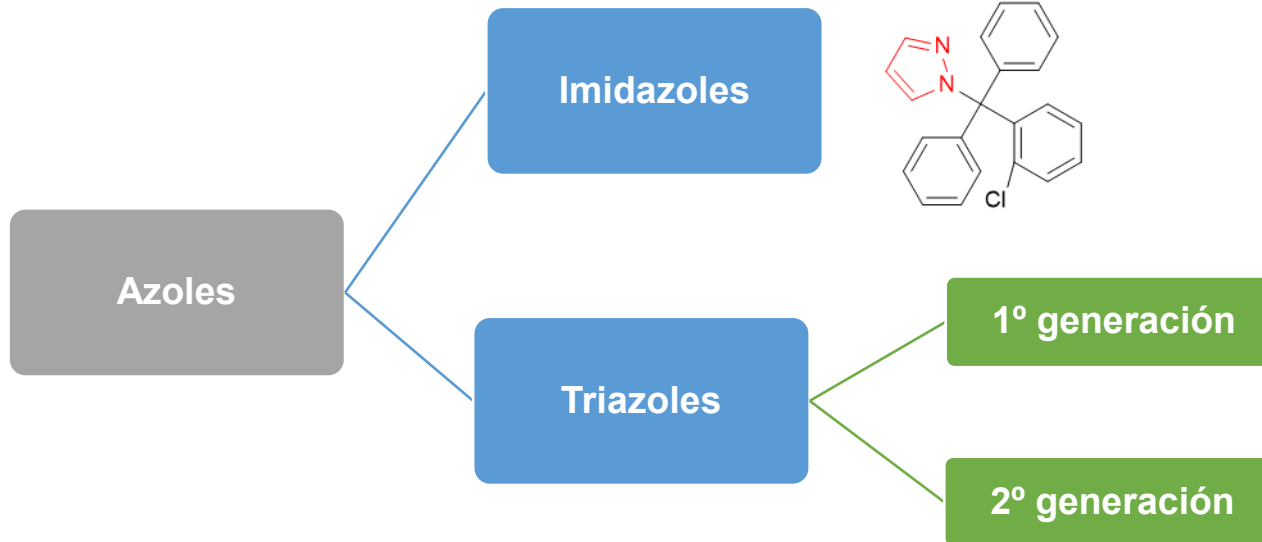 Imidazoles
N
N
Cl
Azoles
1º generación
Triazoles
2º generación